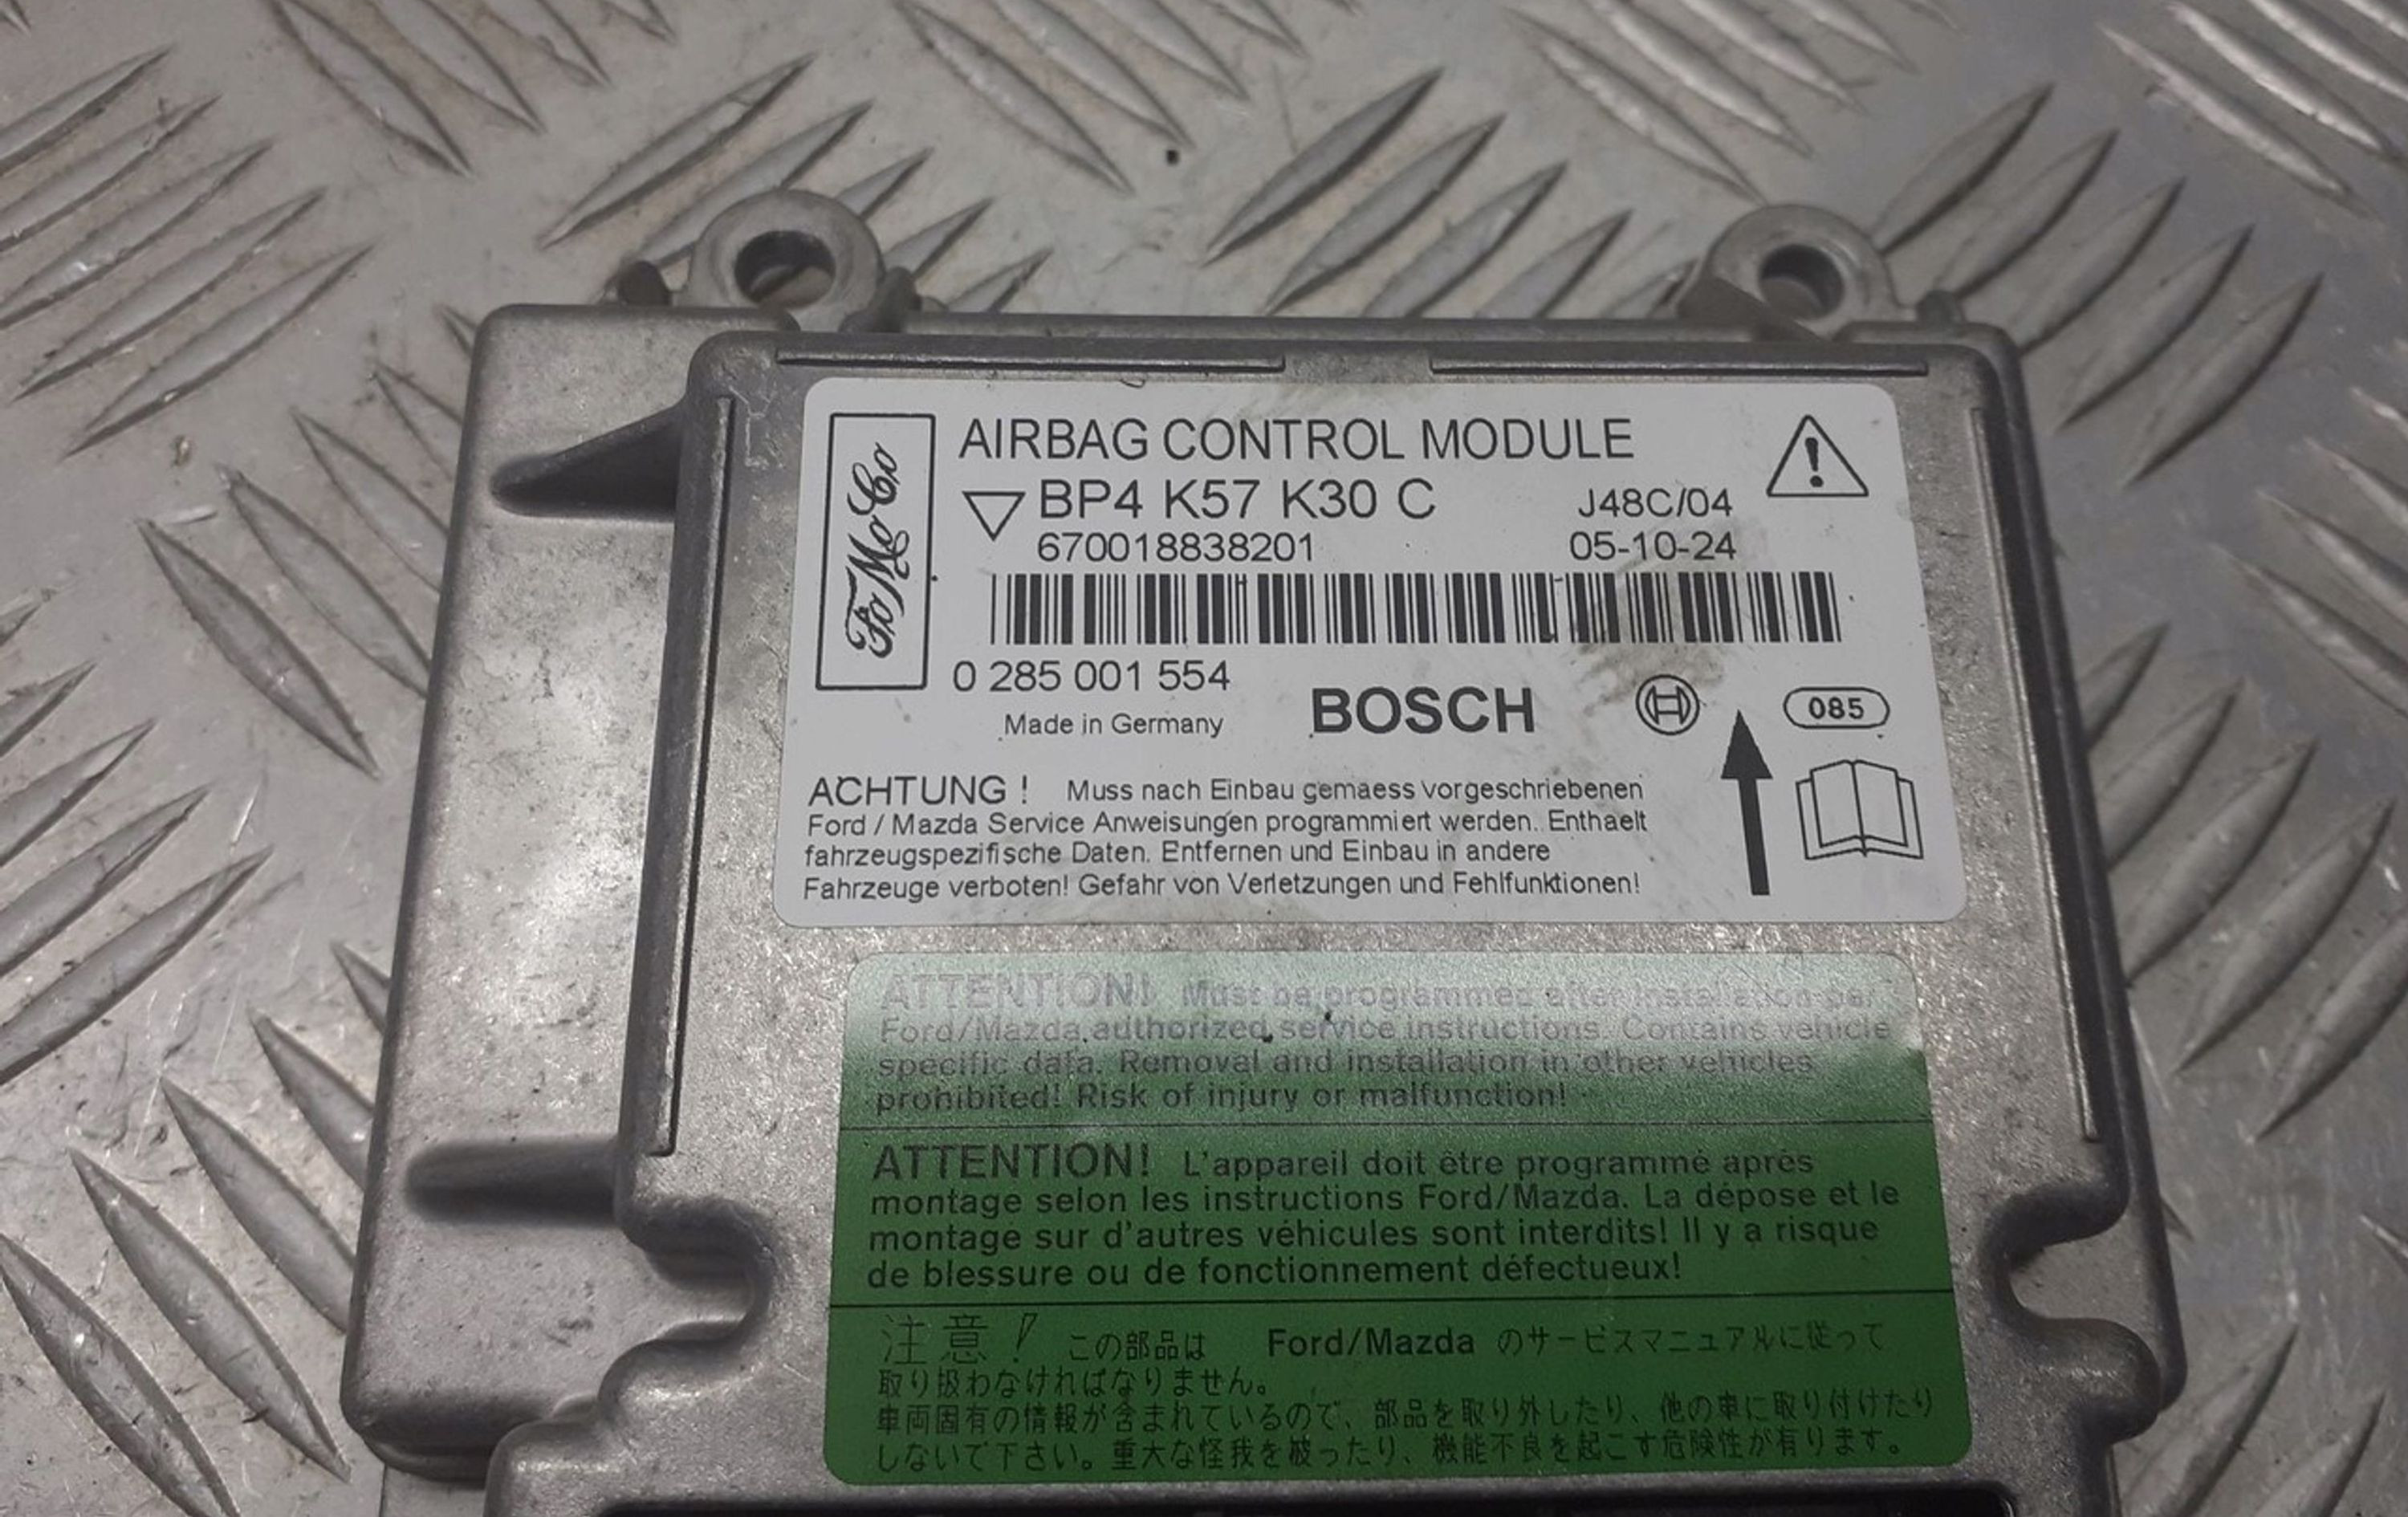 AIRBAG CONTROL MODULE
FoMoCo
BP4 K57 K30 C
J48C/04
670018838201
05-10-24
0 285 001 554
Made in Germany
BOSCH
085
ACHTUNG ! Muss nach Einbau gemaess vorgeschriebenen
Ford / Mazda Service Anweisungen programmiert werden. Enthaelt
fahrzeugspezifische Daten. Entfernen und Einbau in andere
Fahrzeuge verboten! Gefahr von Verletzungen und Fehlfunktionen!
ATTENTION! Must be programmed after installation per
Ford/Mazda authorized service instructions. Contains vehicle
specific data. Removal and installation in other vehicles
prohibited! Risk of injury or malfunction!
ATTENTION! L'appareil doit être programmé après
montage selon les instructions Ford/Mazda. La dépose et le
montage sur d'autres véhicules sont interdits! Il y a risque
de blessure ou de fonctionnement défectueux!
注意! この部品は Ford/Mazda のサービスマニュアルに従って
取り扱わなければなりません。
車両固有の情報が含まれているので、部品を取り外したり、他の車に取り付けたり
しないで下さい。重大な怪我を被ったり、機能不良を起こす危険性が有ります。